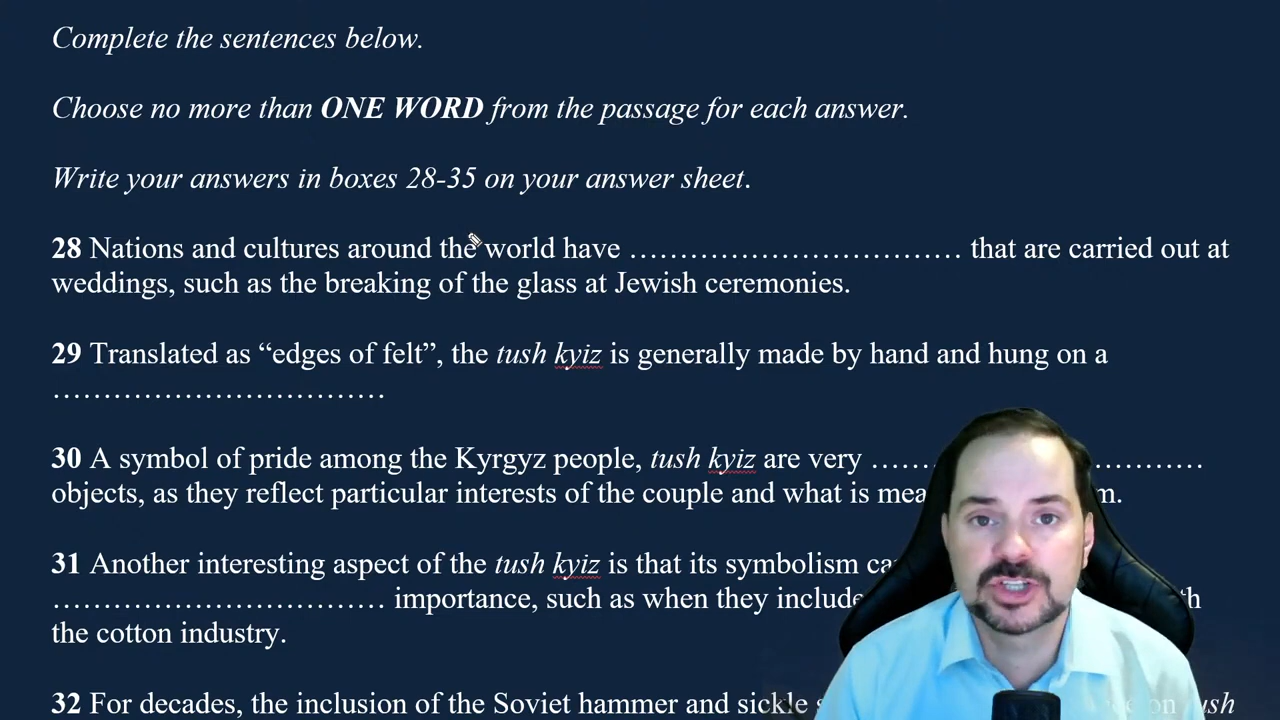 Complete the sentences below.
Choose no more than ONE WORD from the passage for each answer.
Write your answers in boxes 28-35 on your answer sheet.
28 Nations and cultures around the world have ................................. that are carried out at
weddings, such as the breaking of the glass at Jewish ceremonies.
29 Translated as “edges of felt”, the tush kyiz is generally made by hand and hung on a
.................................
30 A symbol of pride among the Kyrgyz people, tush kyiz are very .................................
objects, as they reflect particular interests of the couple and what is
31 Another interesting aspect of the tush kyiz is that its symbolism
................................. importance, such as when they include
the cotton industry.
32 For decades, the inclusion of the Soviet hammer and sickle on tush